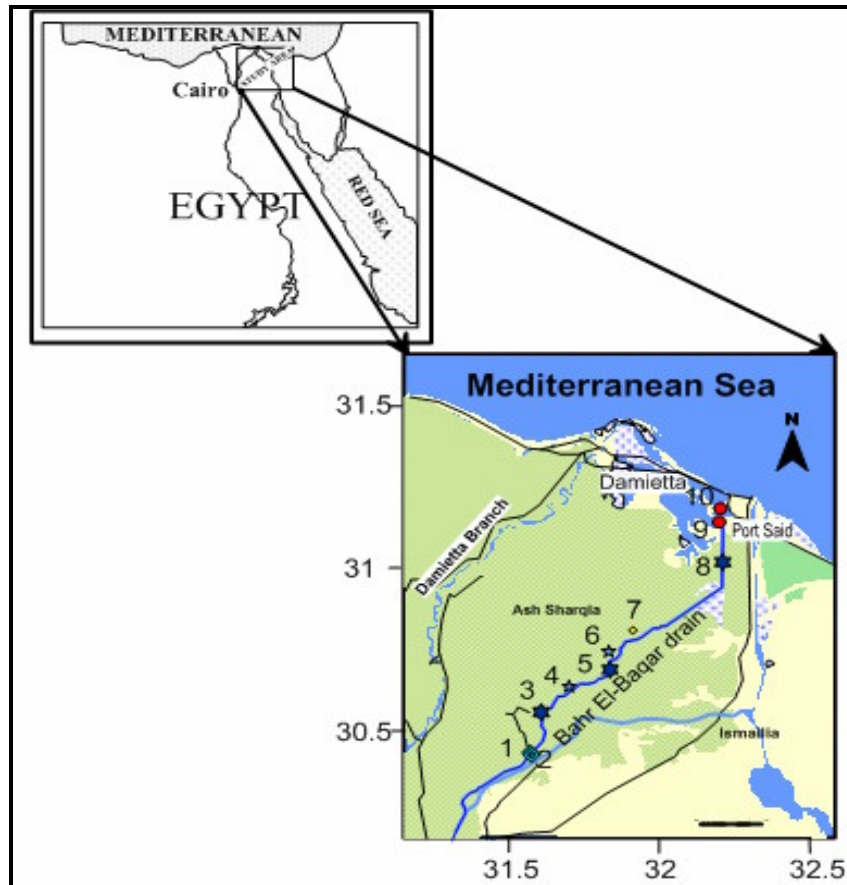 MEDITERRANEAN
STUDY AREA
Cairo
RED SEA
EGYPT
Mediterranean Sea
31.5
N
Damietta
10
9
Port Said
Damietta Branch
31
8
Ash Sharqia
7
6
5
4
3
Bahr El-Baqar drain
30.5
Ismailia
1
2
31.5
32
32.5